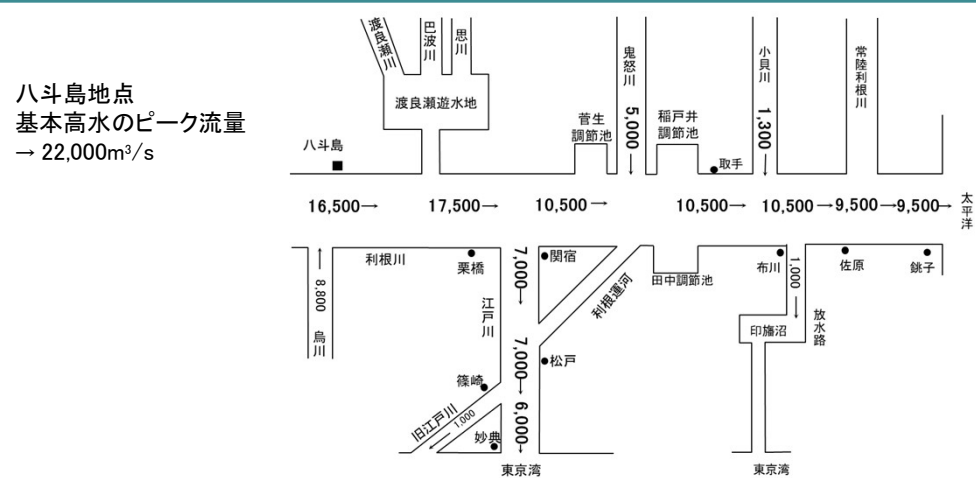 八斗島地点
基本高水のピーク流量
→ 22,000m³/s
渡良瀬川
巴波川
思川
渡良瀬遊水地
鬼怒川
5,000→
小貝川
1,300→
常陸利根川
菅生
調節池
稲戸井
調節池
八斗島
取手
16,500→
17,500→
10,500→
10,500→
10,500→
9,500→
9,500→
太平洋
利根川
栗橋
関宿
7,000→
利根運河
田中調節池
布川
1,000→
佐原
銚子
←8,800
烏川
江戸川
放水路
印旛沼
7,000→
松戸
篠崎
6,000→
旧江戸川
←1,000
妙典
東京湾
東京湾